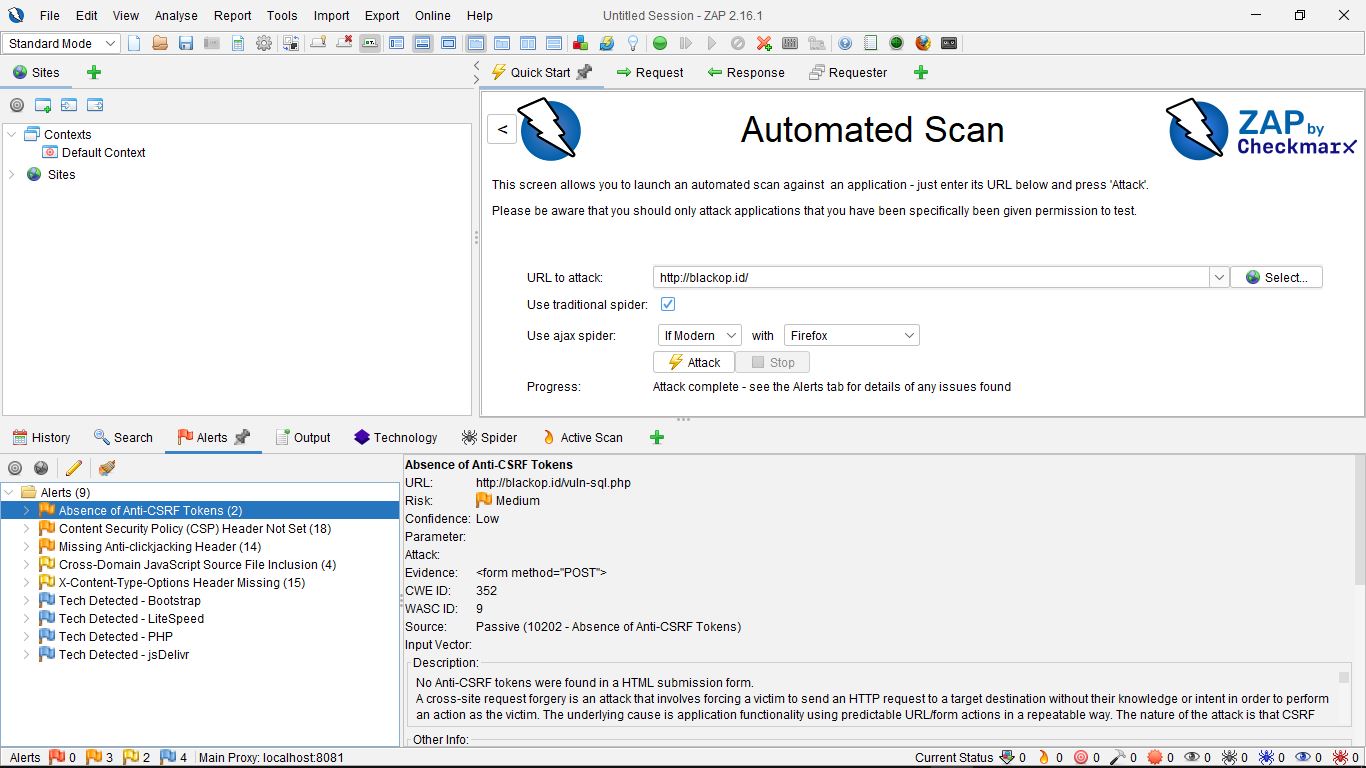 File Edit View Analyse Report Tools Import Export Online Help Untitled Session - ZAP 2.16.1
Standard Mode
Sites
Quick Start Request Response Requester
< Automated Scan ZAP by Checkmarx
Contexts
Default Context
Sites
This screen allows you to launch an automated scan against an application - just enter its URL below and press 'Attack'.
Please be aware that you should only attack applications that you have been specifically been given permission to test.
URL to attack: http://blackop.id/ Select...
Use traditional spider:
Use ajax spider: If Modern with Firefox
Attack Stop
Progress: Attack complete - see the Alerts tab for details of any issues found
History Search Alerts Output Technology Spider Active Scan
Alerts (9)
Absence of Anti-CSRF Tokens (2)
Content Security Policy (CSP) Header Not Set (18)
Missing Anti-clickjacking Header (14)
Cross-Domain JavaScript Source File Inclusion (4)
X-Content-Type-Options Header Missing (15)
Tech Detected - Bootstrap
Tech Detected - LiteSpeed
Tech Detected - PHP
Tech Detected - jsDelivr
Absence of Anti-CSRF Tokens
URL: http://blackop.id/vuln-sql.php
Risk: Medium
Confidence: Low
Parameter:
Attack:
Evidence: <form method="POST">
CWE ID: 352
WASC ID: 9
Source: Passive (10202 - Absence of Anti-CSRF Tokens)
Input Vector:
Description:
No Anti-CSRF tokens were found in a HTML submission form.
A cross-site request forgery is an attack that involves forcing a victim to send an HTTP request to a target destination without their knowledge or intent in order to perform
an action as the victim. The underlying cause is application functionality using predictable URL/form actions in a repeatable way. The nature of the attack is that CSRF
Other Info:
Alerts 0 3 2 4 Main Proxy: localhost:8081 Current Status 0 0 0 0 0 0 0 0 0 0